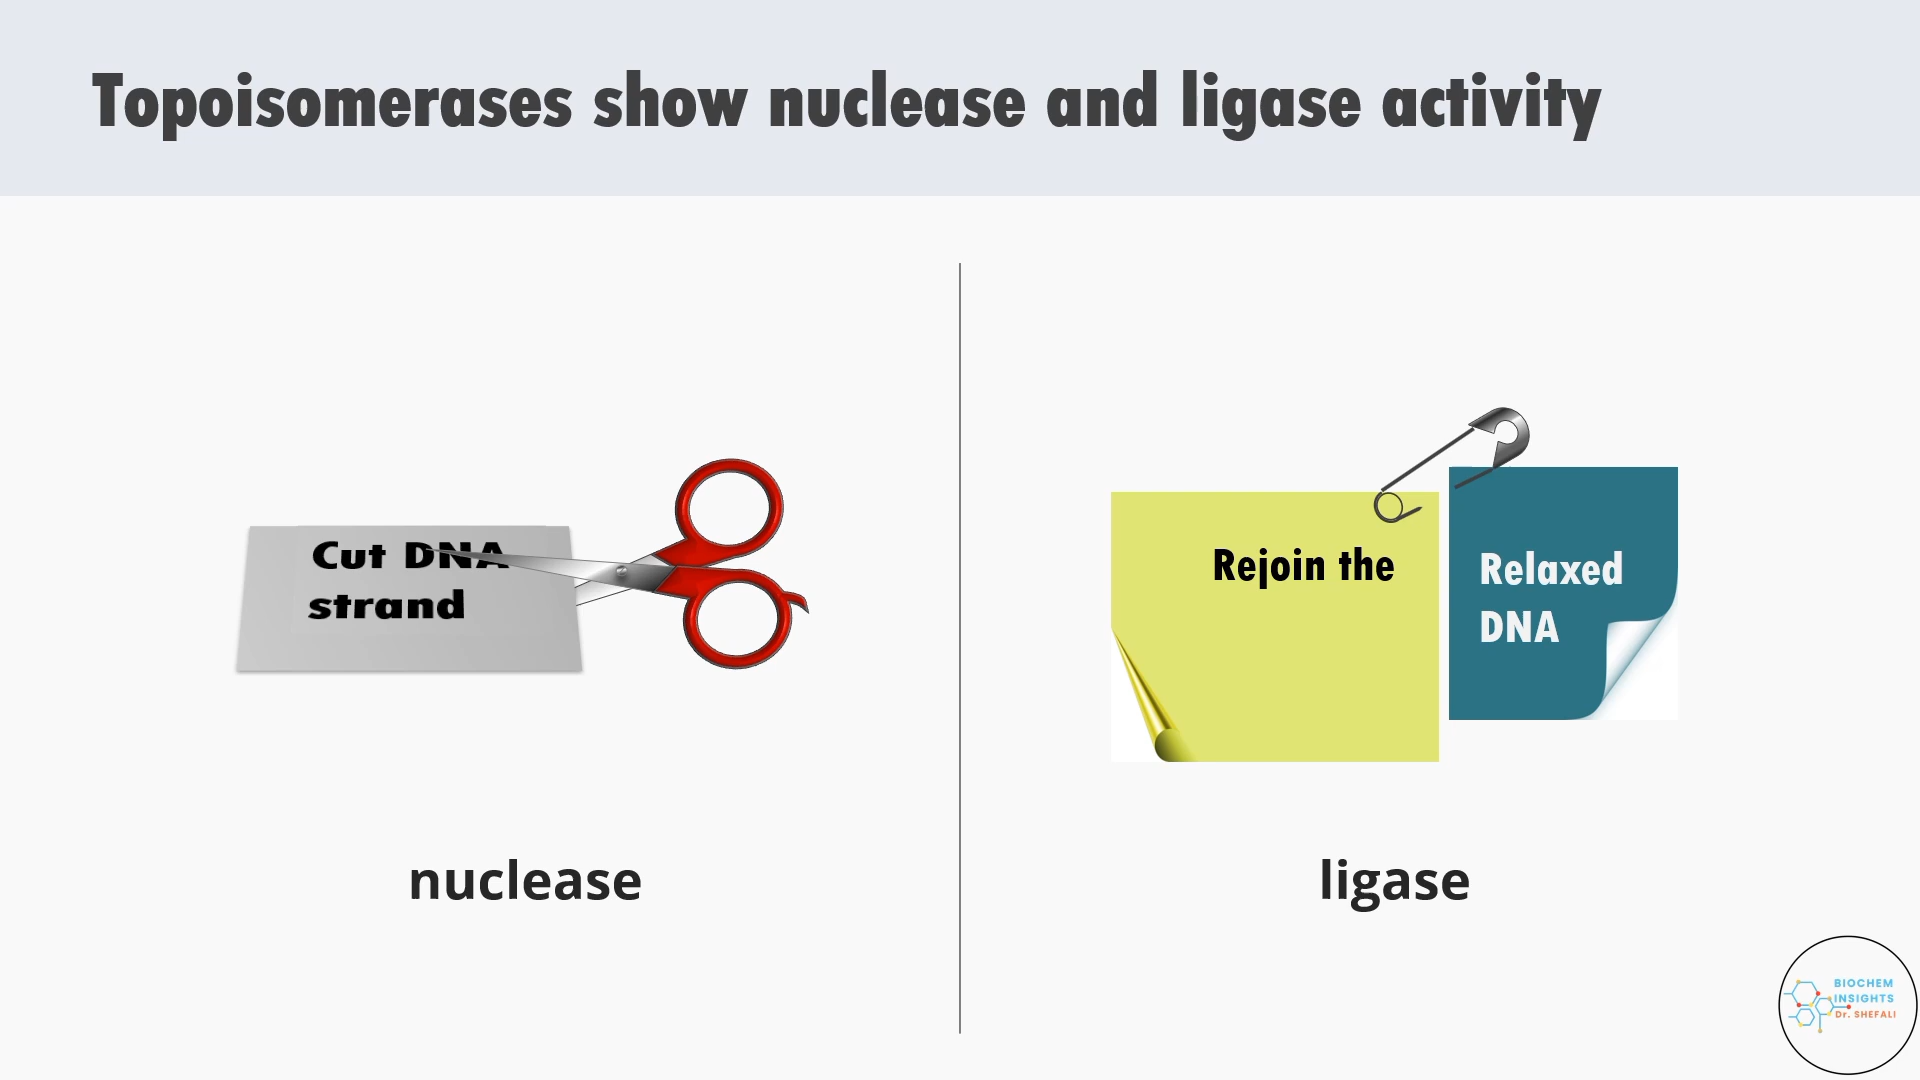 Topoisomerases show nuclease and ligase activity
Cut DNA
strand
nuclease
Rejoin the
Relaxed
DNA
ligase
BIOCHEM
INSIGHTS
Dr. SHEFALI